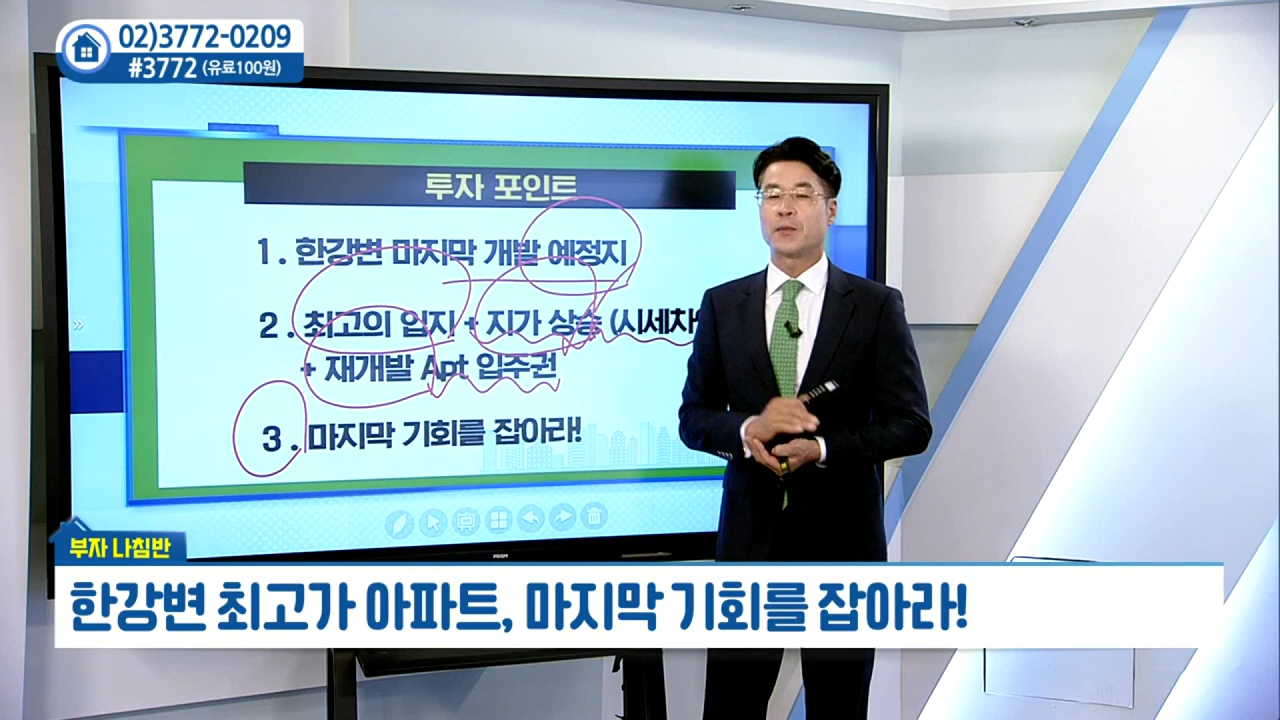 02)3772-0209
#3772 (유료100원)
투자 포인트
1. 한강변 마지막 개발 예정지
2. 최고의 입지 + 지가 상승 (시세차
+ 재개발 Apt 입주권
3. 마지막 기회를 잡아라!
부자 나침반
한강변 최고가 아파트, 마지막 기회를 잡아라!